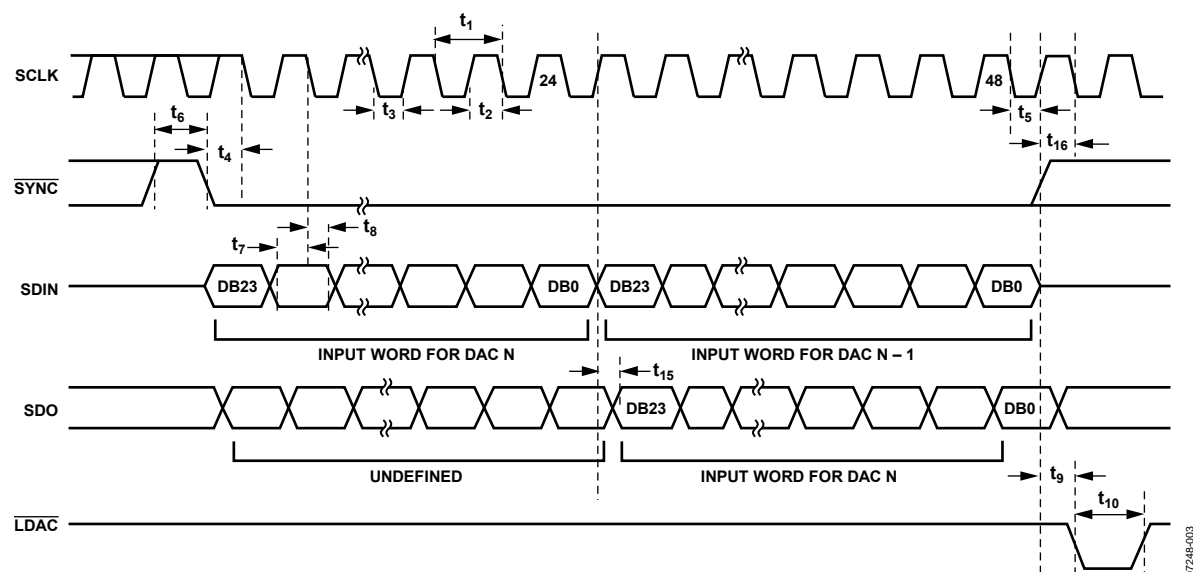 t1
SCLK
24
48
t3
t2
t5
t6
t4
t16
SYNC
t8
t7
SDIN
DB23
DB0
DB23
DB0
INPUT WORD FOR DAC N
INPUT WORD FOR DAC N – 1
t15
SDO
DB23
DB0
UNDEFINED
INPUT WORD FOR DAC N
t9
t10
LDAC